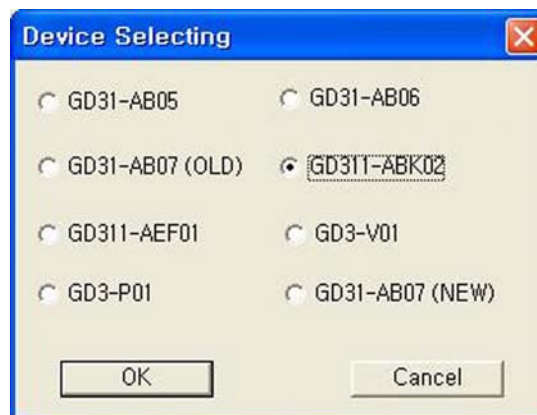 Device Selecting
GD31-AB05 GD31-AB06
GD31-AB07 (OLD) GD311-ABK02
GD311-AEF01 GD3-V01
GD3-P01 GD31-AB07 (NEW)
OK Cancel